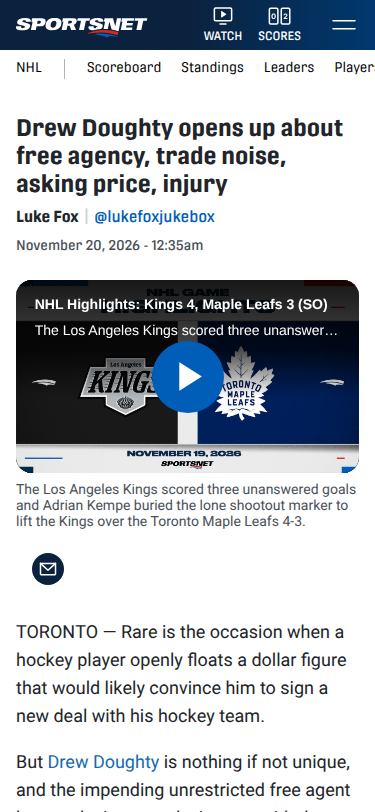 SPORTSNET
WATCH
0 2
SCORES
NHL
Scoreboard
Standings
Leaders
Player
Drew Doughty opens up about
free agency, trade noise,
asking price, injury
Luke Fox | @lukefoxjukebox
November 20, 2026 - 12:35am
NHL Highlights: Kings 4, Maple Leafs 3 (SO)
The Los Angeles Kings scored three unanswer…
NHL GAME
Los Angeles
KINGS
TORONTO
MAPLE
LEAFS
NOVEMBER 19, 2026
SPORTSNET
The Los Angeles Kings scored three unanswered goals
and Adrian Kempe buried the lone shootout marker to
lift the Kings over the Toronto Maple Leafs 4-3.
TORONTO — Rare is the occasion when a
hockey player openly floats a dollar figure
that would likely convince him to sign a
new deal with his hockey team.
But Drew Doughty is nothing if not unique,
and the impending unrestricted free agent